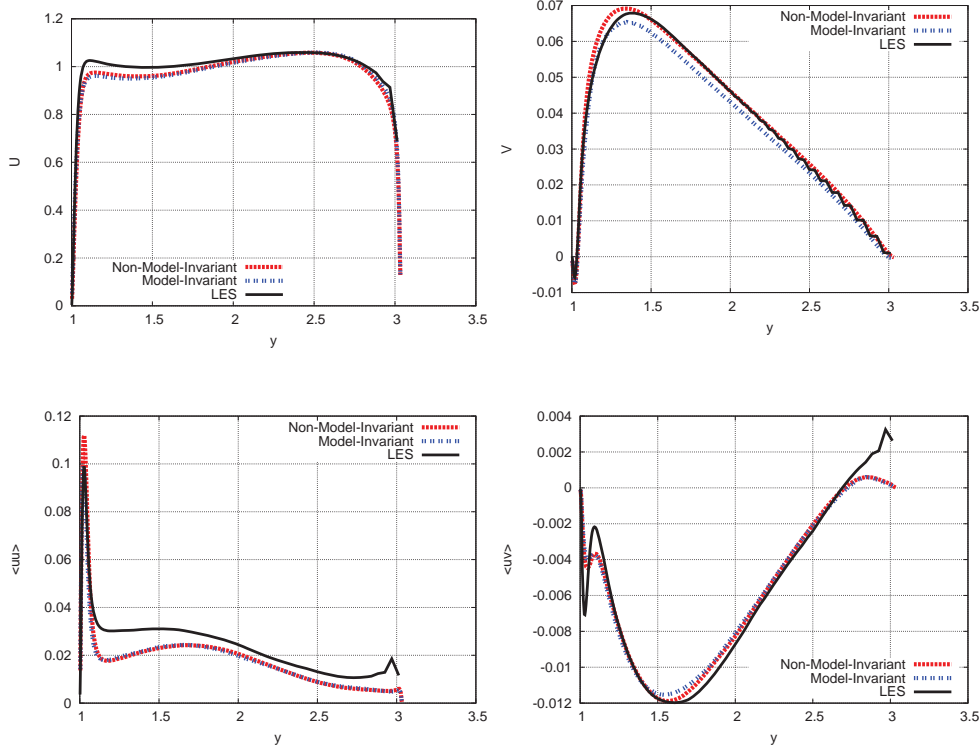 1.2
1
0.8
0.6
0.4
0.2
0
U
Non-Model-Invariant
Model-Invariant
LES
1 1.5 2 2.5 3 3.5
y
0.07
0.06
0.05
0.04
0.03
0.02
0.01
0
-0.01
V
Non-Model-Invariant
Model-Invariant
LES
1 1.5 2 2.5 3 3.5
y
0.12
0.1
0.08
0.06
0.04
0.02
0
<uu>
Non-Model-Invariant
Model-Invariant
LES
1 1.5 2 2.5 3 3.5
y
0.004
0.002
0
-0.002
-0.004
-0.006
-0.008
-0.01
-0.012
<uv>
Non-Model-Invariant
Model-Invariant
LES
1 1.5 2 2.5 3 3.5
y